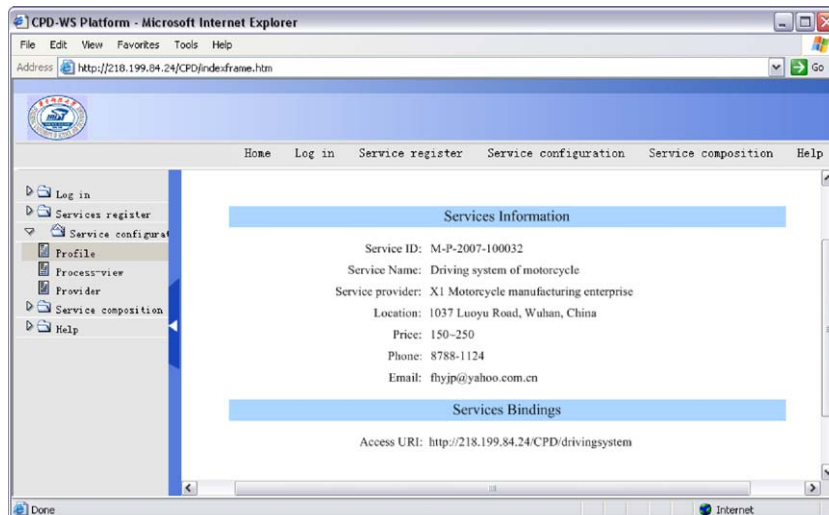 CPD-WS Platform - Microsoft Internet Explorer
File Edit View Favorites Tools Help
Address http://218.199.84.24/CPD/indexframe.htm Go
Home Log in Service register Service configuration Service composition Help
Log in
Services register
Service configurat
Profile
Process-view
Provider
Service composition
Help
Services Information
Service ID: M-P-2007-100032
Service Name: Driving system of motorcycle
Service provider: X1 Motorcycle manufacturing enterprise
Location: 1037 Luoyu Road, Wuhan, China
Price: 150~250
Phone: 8788-1124
Email: fhyjp@yahoo.com.cn
Services Bindings
Access URI: http://218.199.84.24/CPD/drivingsystem
Done Internet